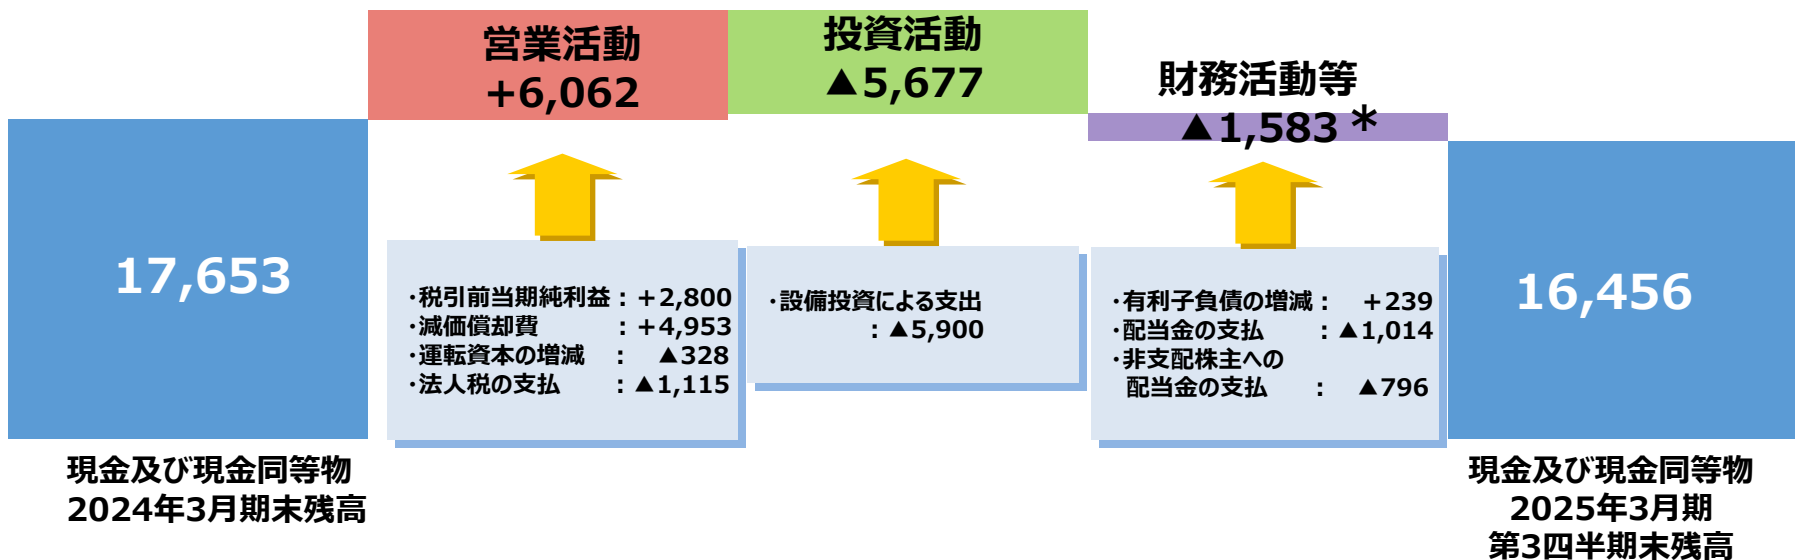 営業活動
+6,062
投資活動
▲5,677
財務活動等
▲1,583＊
17,653
・税引前当期純利益：+2,800
・減価償却費　　　：+4,953
・運転資本の増減　：　▲328
・法人税の支払　　：▲1,115
・設備投資による支出
：▲5,900
・有利子負債の増減：　+239
・配当金の支払　　：▲1,014
・非支配株主への
配当金の支払　　：　▲796
16,456
現金及び現金同等物
2024年3月期末残高
現金及び現金同等物
2025年3月期
第3四半期末残高